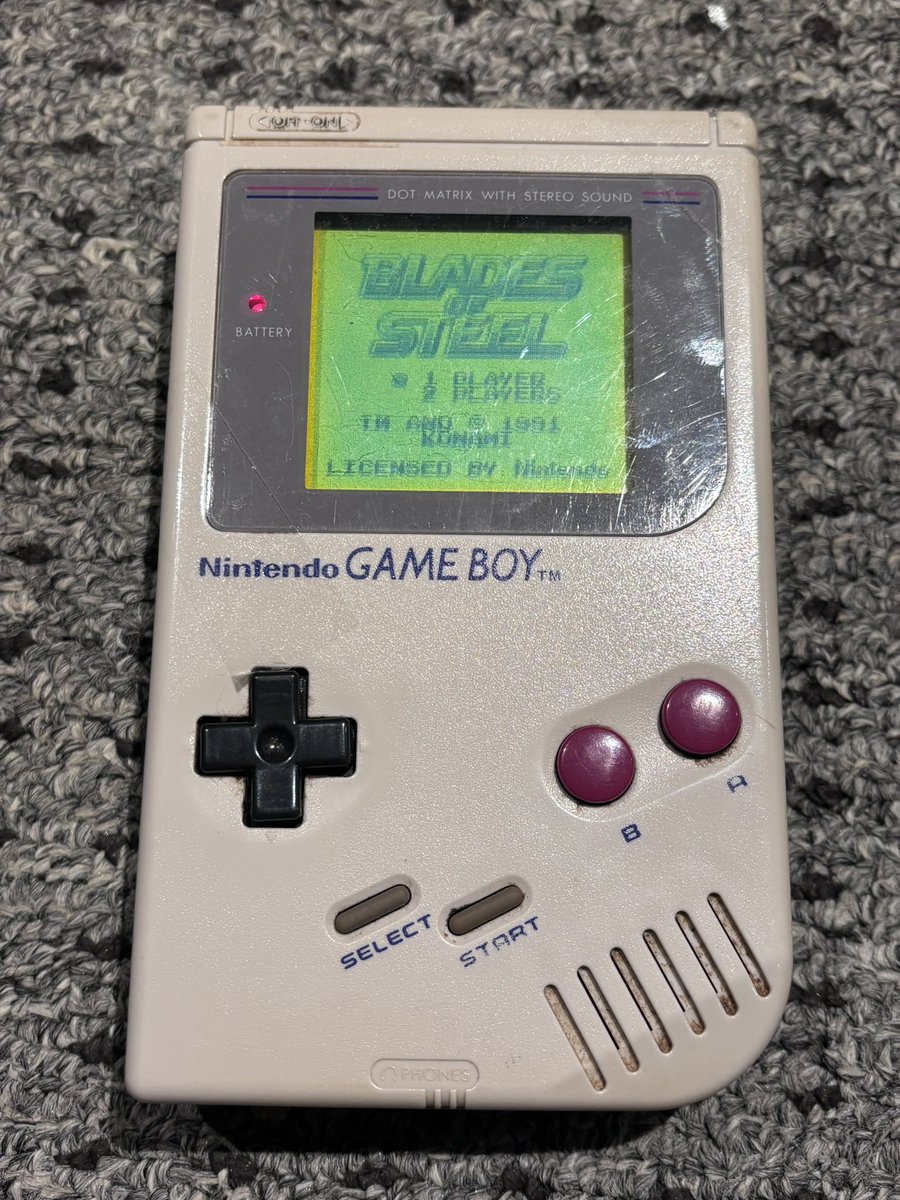 OFF•ON
DOT MATRIX WITH STEREO SOUND
BATTERY
BLADES
OF
STEEL
1 PLAYER
2 PLAYERS
TM AND © 1991
KONAMI
LICENSED BY Nintendo
Nintendo GAME BOY TM
A
B
SELECT
START
PHONES